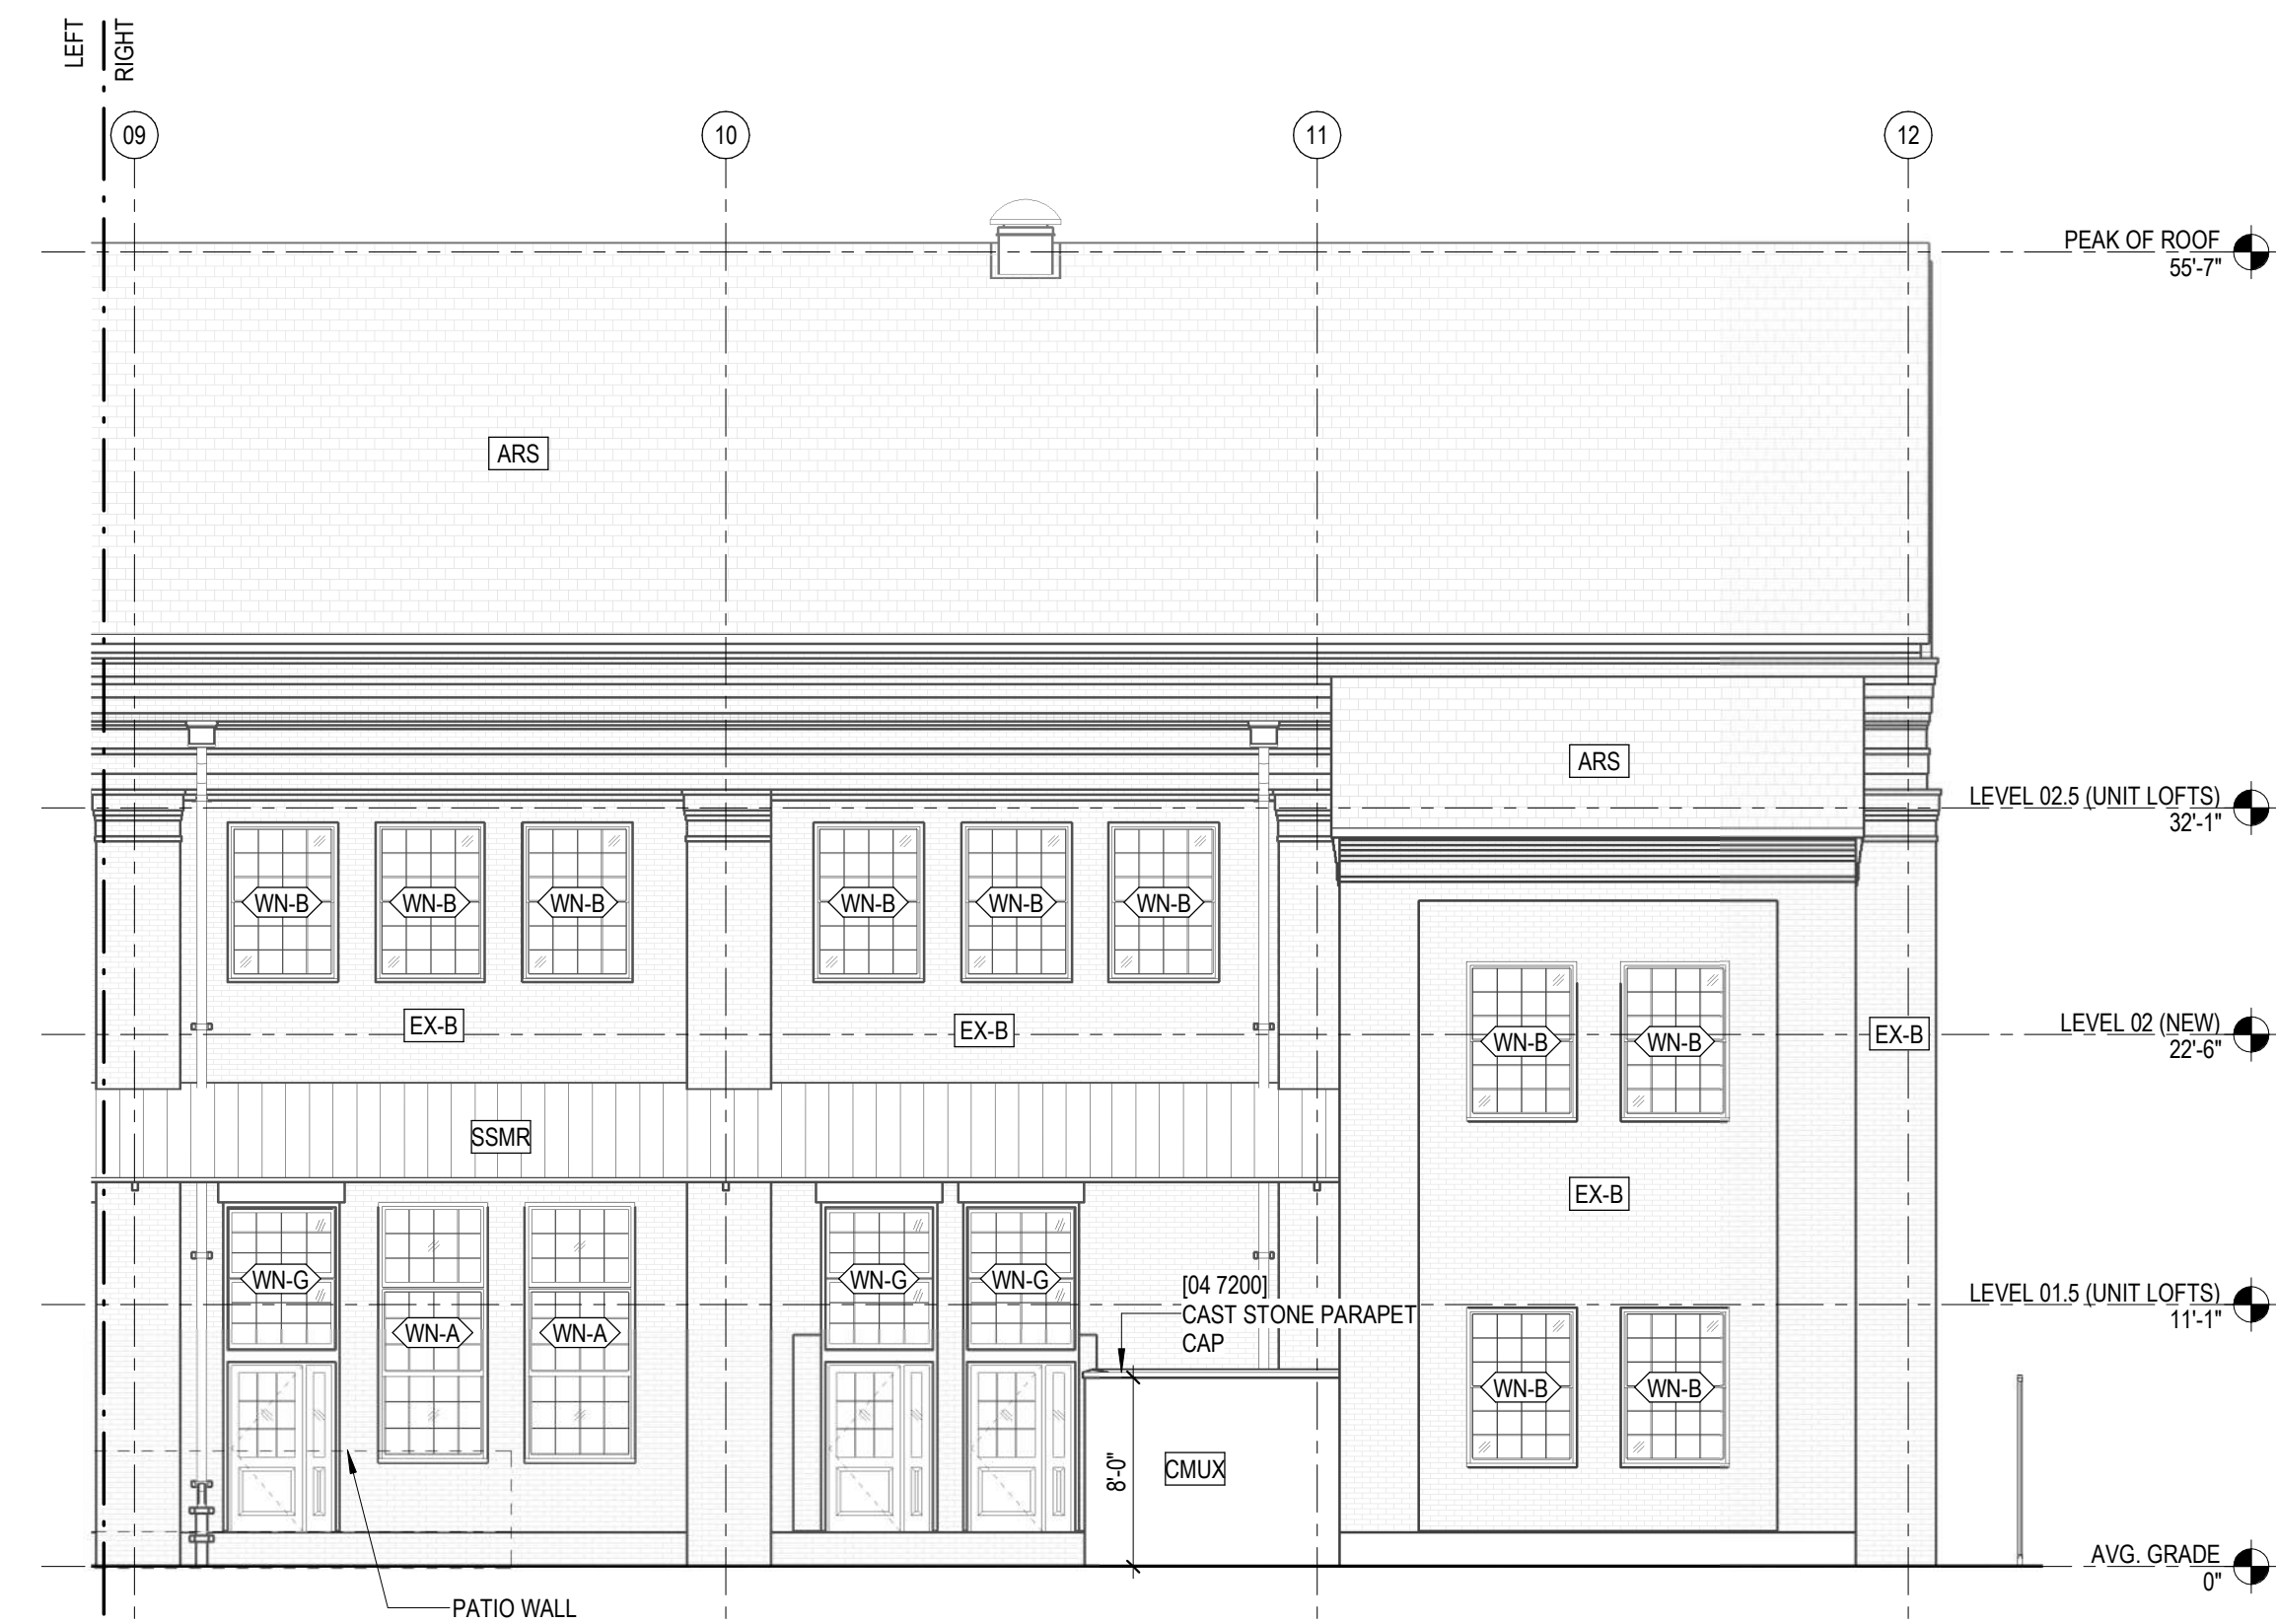 LEFT
RIGHT
09
10
11
12
PEAK OF ROOF
55'-7"
ARS
ARS
LEVEL 02.5 (UNIT LOFTS)
32'-1"
WN-B
WN-B
WN-B
WN-B
WN-B
WN-B
EX-B
EX-B
WN-B
WN-B
EX-B
LEVEL 02 (NEW)
22'-6"
SSMR
EX-B
WN-G
WN-A
WN-A
WN-G
WN-G
[04 7200]
CAST STONE PARAPET
CAP
LEVEL 01.5 (UNIT LOFTS)
11'-1"
WN-B
WN-B
8'-0"
CMUX
AVG. GRADE
0"
PATIO WALL